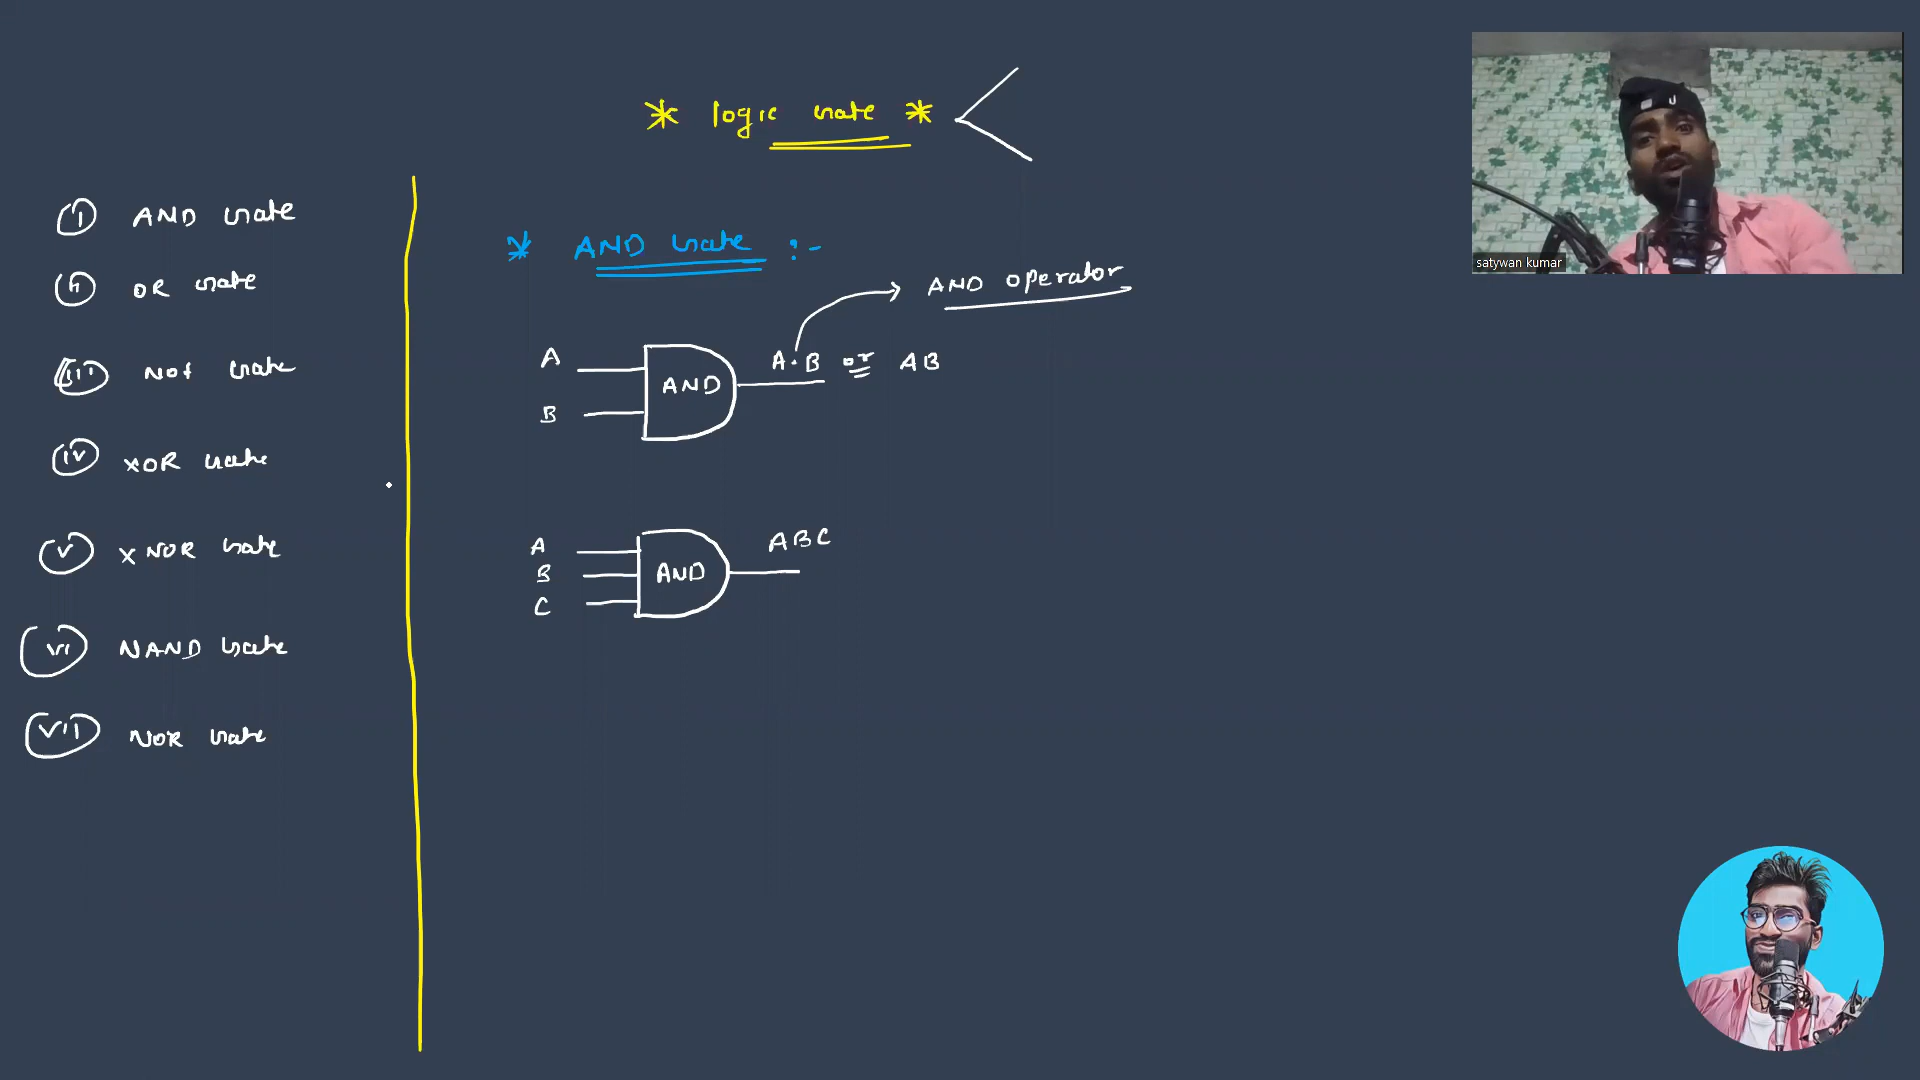 * logic Gate *
(i) AND Gate
(ii) OR Gate
(iii) Not Gate
(iv) XOR Gate
(v) XNOR Gate
(vi) NAND Gate
(vii) NOR Gate
* AND Gate :-
AND operator
A
B
AND
A.B or AB
A
B
C
AND
ABC
satywan kumar